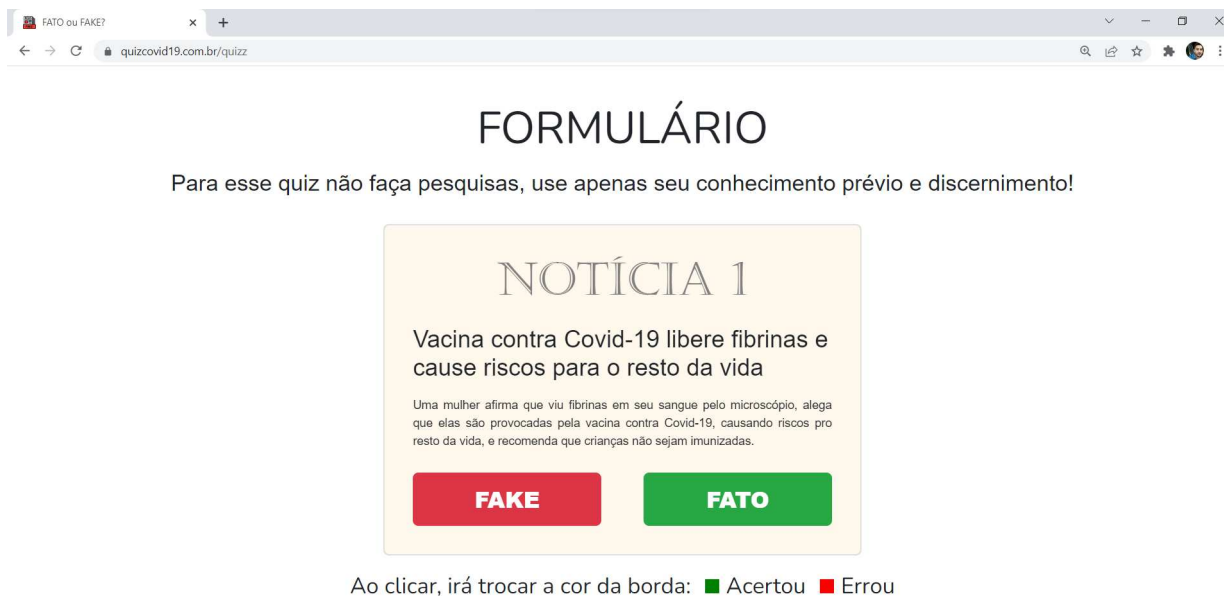 FATO ou FAKE?
quizcovid19.com.br/quizz
FORMULÁRIO
Para esse quiz não faça pesquisas, use apenas seu conhecimento prévio e discernimento!
NOTÍCIA 1
Vacina contra Covid-19 libere fibrinas e
cause riscos para o resto da vida
Uma mulher afirma que viu fibrinas em seu sangue pelo microscópio, alega
que elas são provocadas pela vacina contra Covid-19, causando riscos pro
resto da vida, e recomenda que crianças não sejam imunizadas.
FAKE FATO
Ao clicar, irá trocar a cor da borda: Acertou Errou